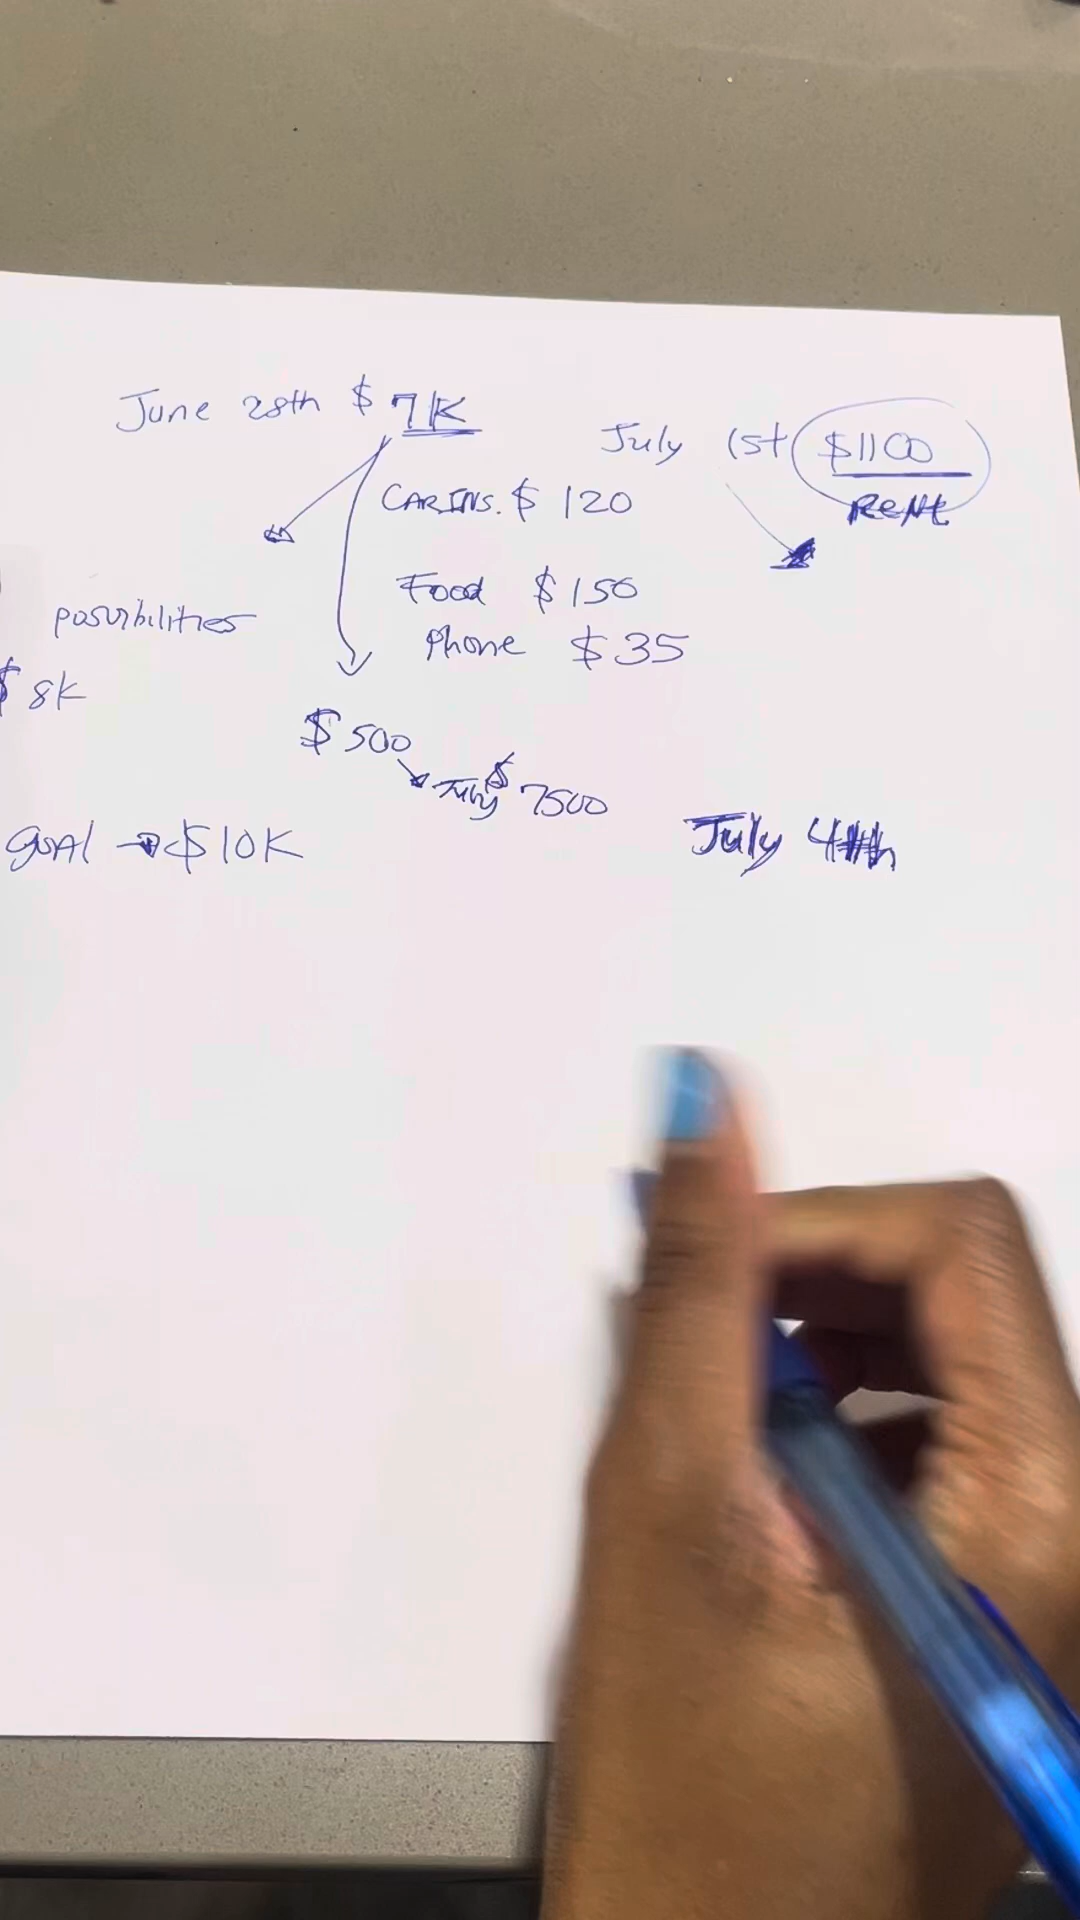 June 28th $ 7K
July 1st $1100
RENT
CAR INS. $ 120
Food $150
Phone $35
possibilities
$ 8K
$500
July $ 7500
GOAL → $10K
July 4th